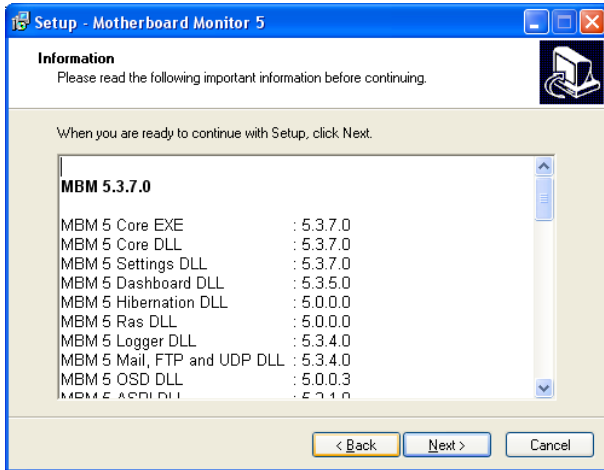 Setup - Motherboard Monitor 5
Information
Please read the following important information before continuing.
When you are ready to continue with Setup, click Next.
MBM 5.3.7.0
MBM 5 Core EXE : 5.3.7.0
MBM 5 Core DLL : 5.3.7.0
MBM 5 Settings DLL : 5.3.7.0
MBM 5 Dashboard DLL : 5.3.5.0
MBM 5 Hibernation DLL : 5.0.0.0
MBM 5 Ras DLL : 5.0.0.0
MBM 5 Logger DLL : 5.3.4.0
MBM 5 Mail, FTP and UDP DLL : 5.3.4.0
MBM 5 OSD DLL : 5.0.0.3
MBM 5 ASPI DLL
< Back Next > Cancel